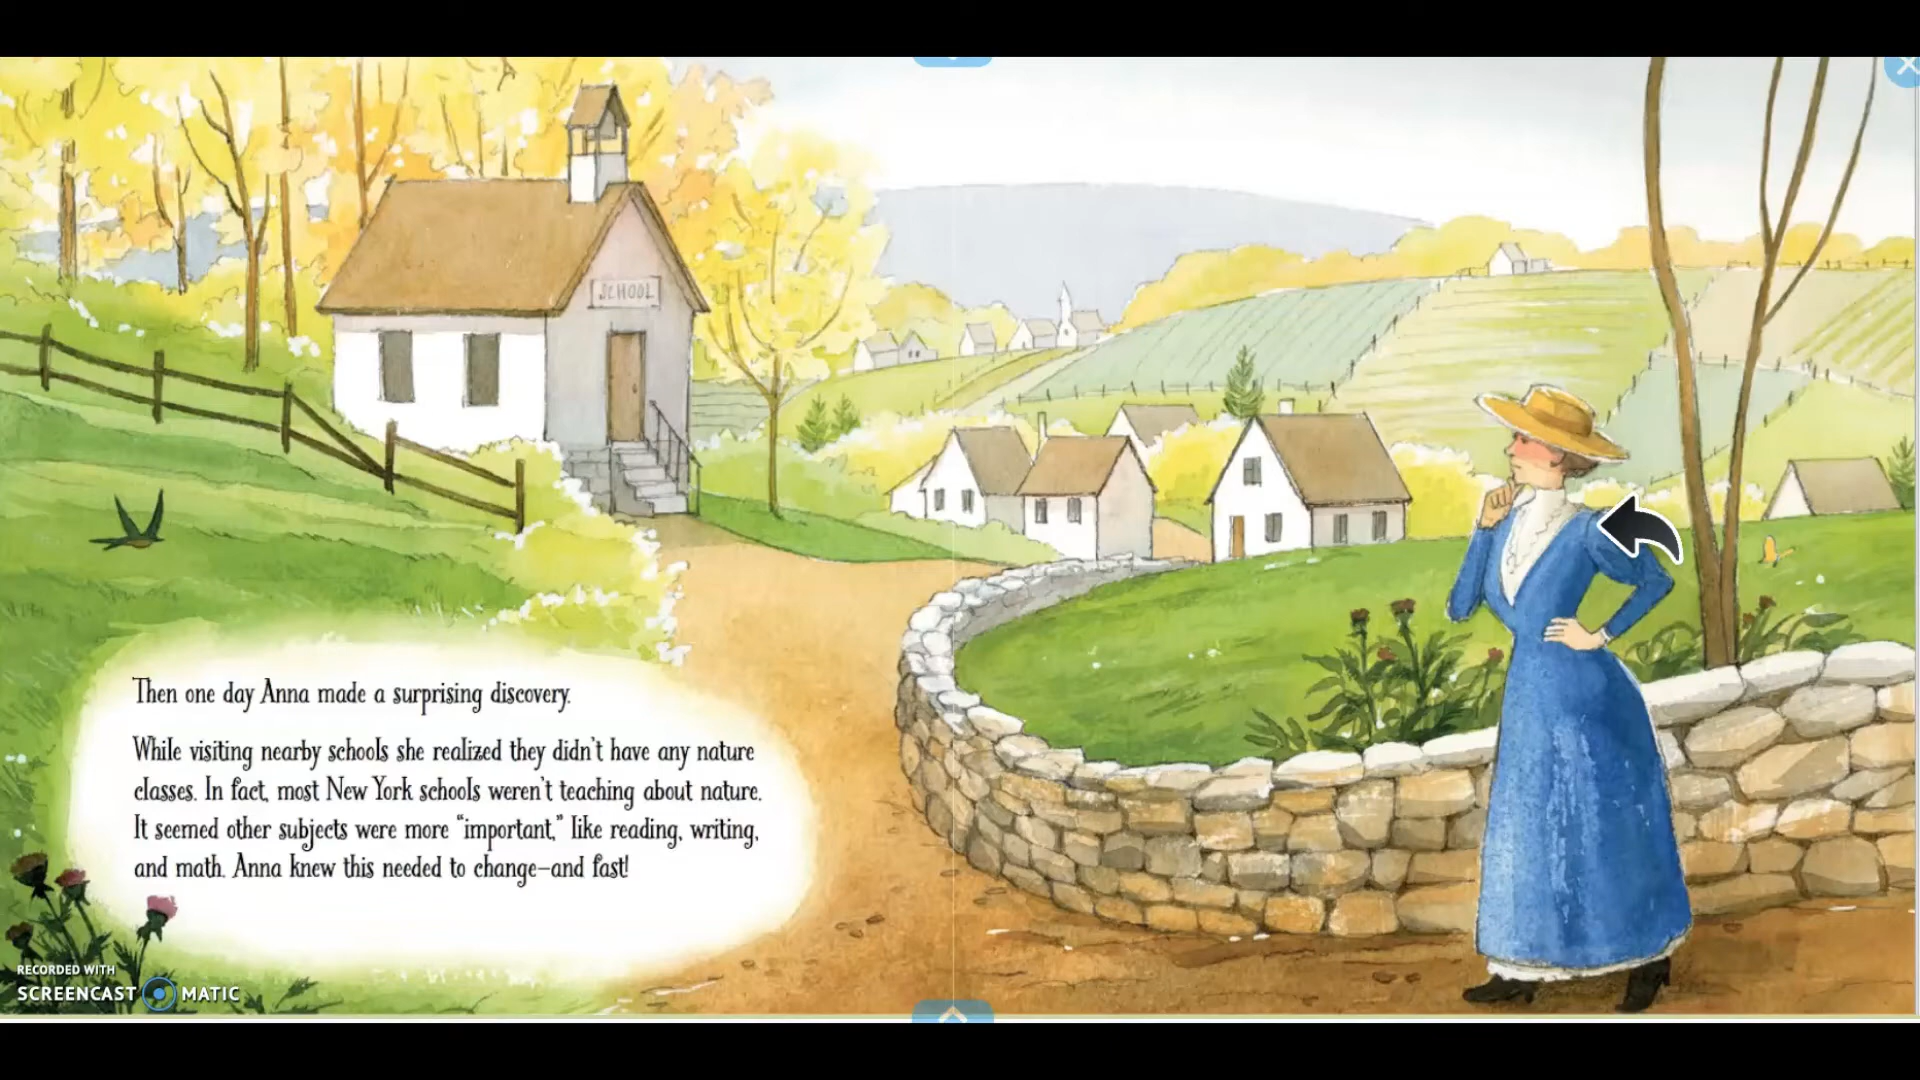 SCHOOL
Then one day Anna made a surprising discovery.
While visiting nearby schools she realized they didn't have any nature
classes. In fact, most New York schools weren't teaching about nature.
It seemed other subjects were more “important,” like reading, writing,
and math. Anna knew this needed to change—and fast!
RECORDED WITH
SCREENCAST MATIC